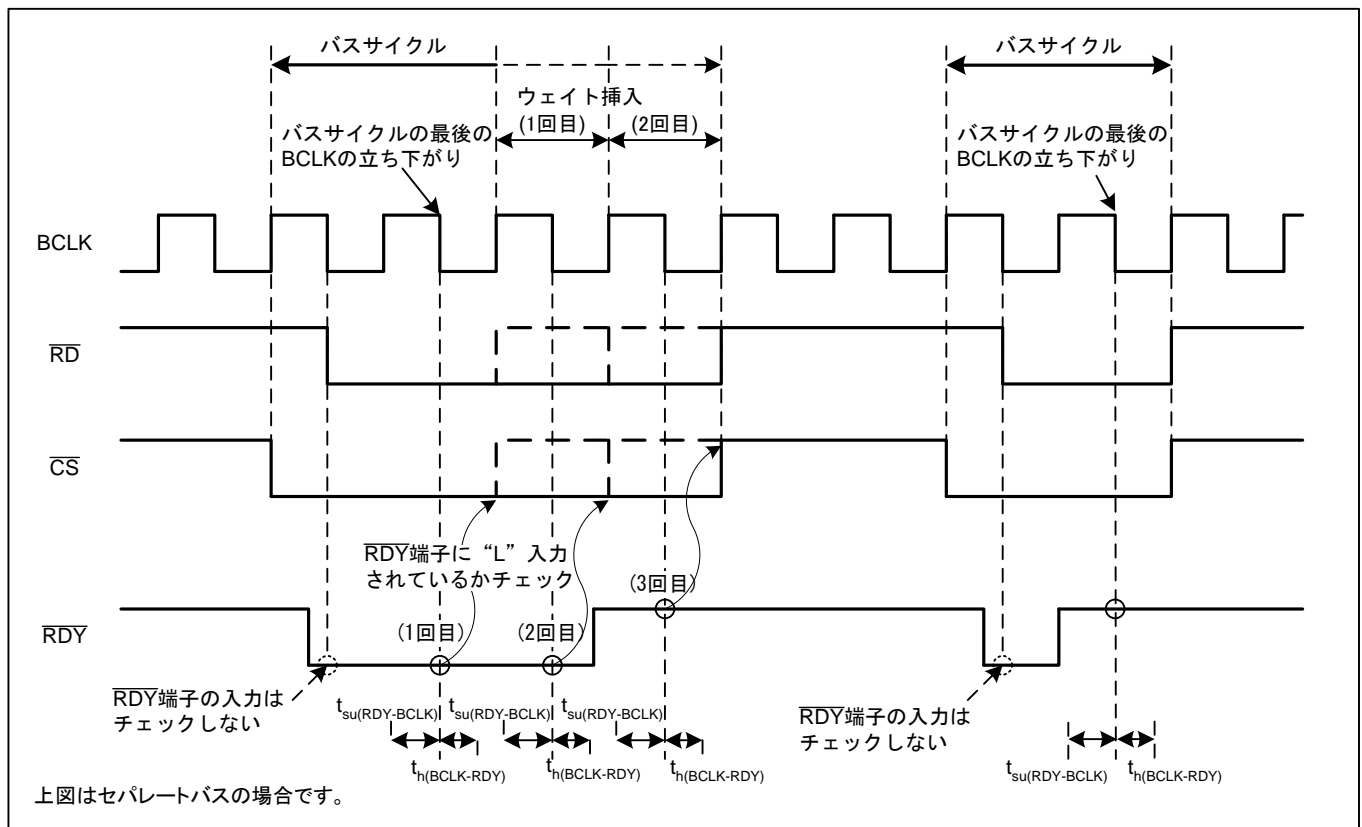 バスサイクル
バスサイクル
ウェイト挿入
(1回目)
(2回目)
バスサイクルの最後の
BCLKの立ち下がり
バスサイクルの最後の
BCLKの立ち下がり
BCLK
RD
CS
RDY端子に“L”入力
されているかチェック
(1回目)
(2回目)
(3回目)
RDY
RDY端子の入力は
チェックしない
RDY端子の入力は
チェックしない
tsu(RDY-BCLK)
tsu(RDY-BCLK)
tsu(RDY-BCLK)
th(BCLK-RDY)
th(BCLK-RDY)
th(BCLK-RDY)
tsu(RDY-BCLK)
th(BCLK-RDY)
上図はセパレートバスの場合です。